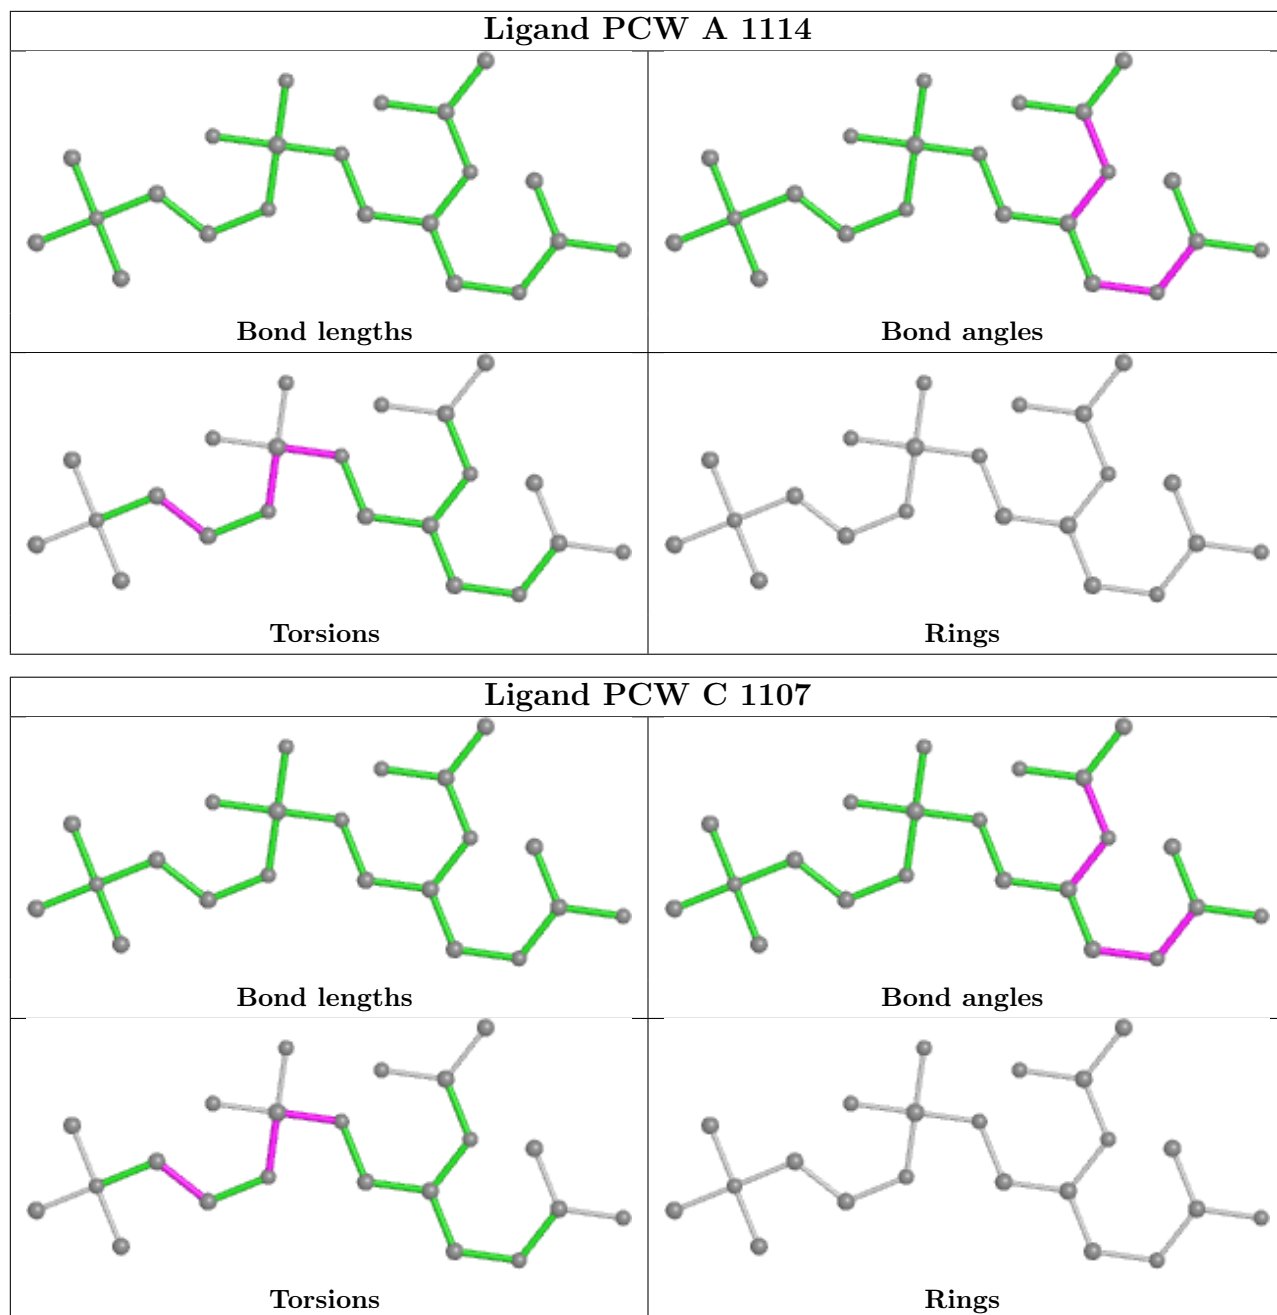 Ligand PCW A 1114
Bond lengths
Bond angles
Torsions
Rings
Ligand PCW C 1107
Bond lengths
Bond angles
Torsions
Rings